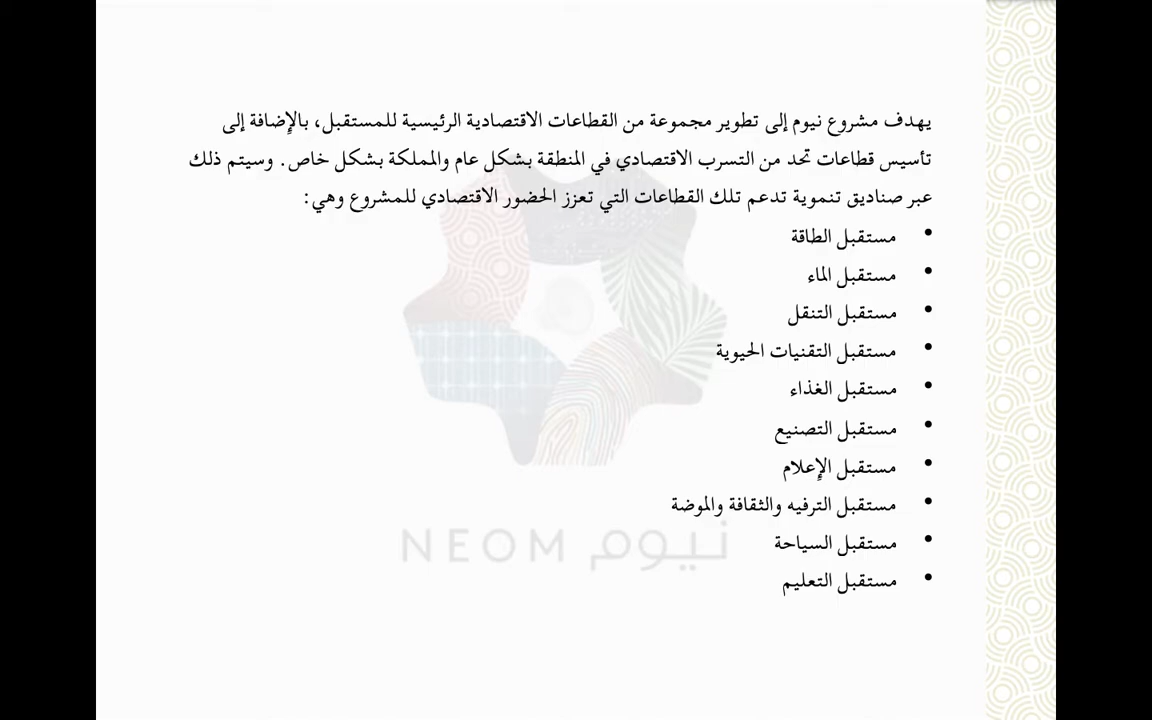 يهدف مشروع نيوم إلى تطوير مجموعة من القطاعات الاقتصادية الرئيسية للمستقبل، بالإضافة إلى
تأسيس قطاعات تحد من التسرب الاقتصادي في المنطقة بشكل عام والمملكة بشكل خاص. وسيتم ذلك
عبر صناديق تنموية تدعم تلك القطاعات التي تعزز الحضور الاقتصادي للمشروع وهي:
• مستقبل الطاقة
• مستقبل الماء
• مستقبل التنقل
• مستقبل التقنيات الحيوية
• مستقبل الغذاء
• مستقبل التصنيع
• مستقبل الإعلام
• مستقبل الترفيه والثقافة والموضة
• مستقبل السياحة
• مستقبل التعليم
نيوم NEOM